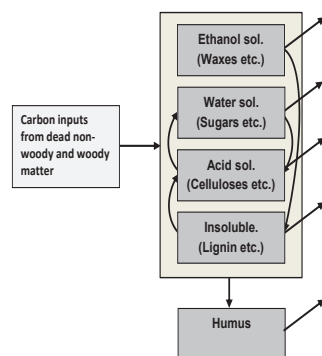 Ethanol sol.
(Waxes etc.)
Water sol.
(Sugars etc.)
Carbon inputs
from dead non-
woody and woody
matter
Acid sol.
(Celluloses etc.)
Insoluble.
(Lignin etc.)
Humus